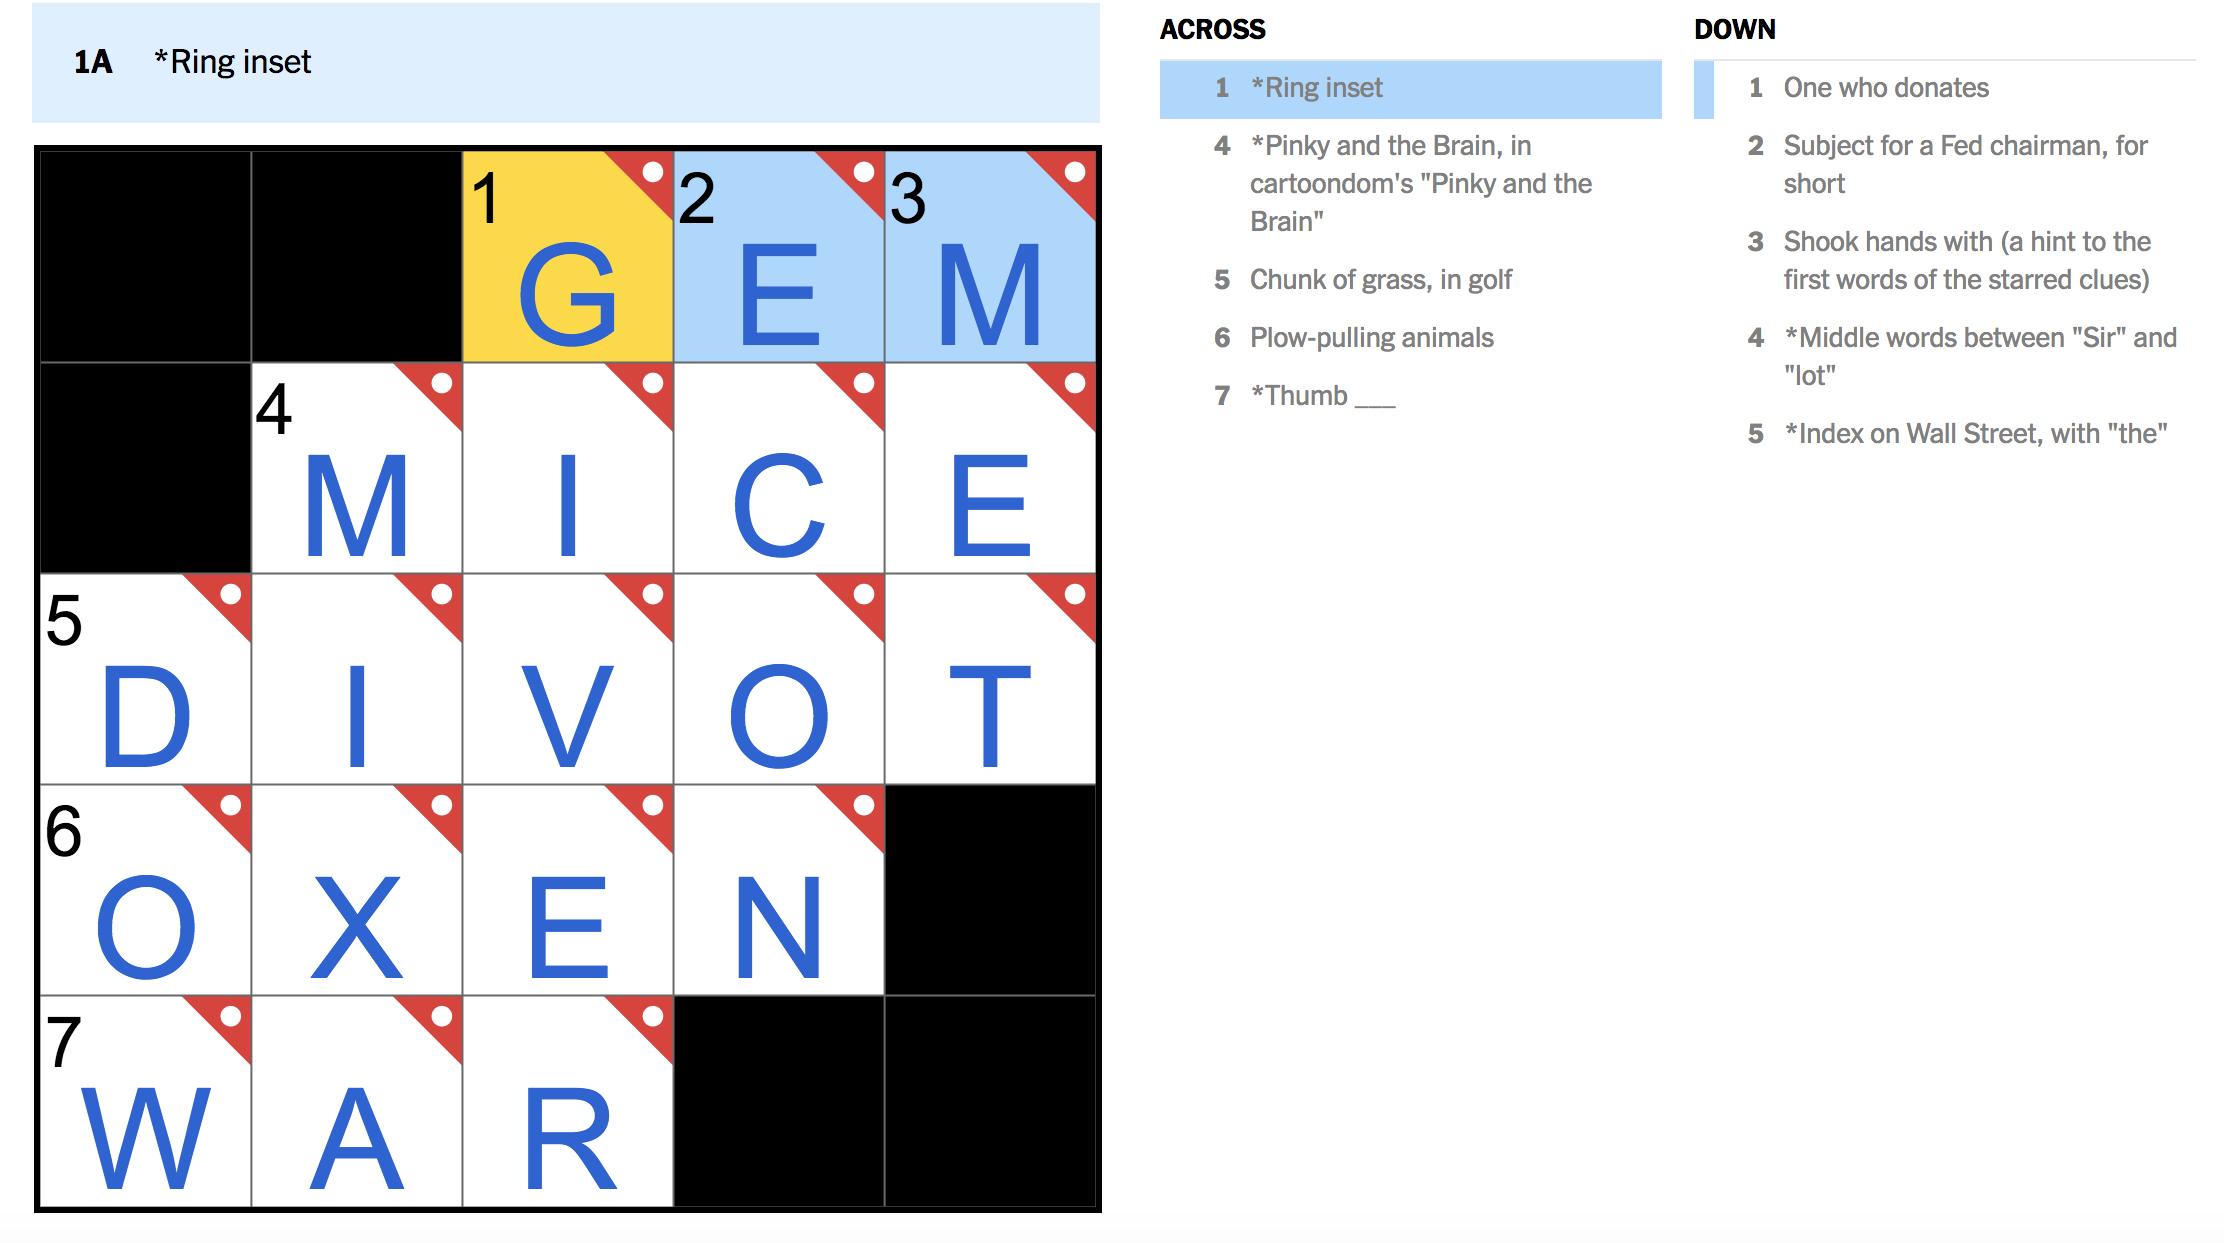 1A *Ring inset
1 G 2 E 3 M
4 M I C E
5 D I V O T
6 O X E N
7 W A R
ACROSS
1 *Ring inset
4 *Pinky and the Brain, in
cartoondom's "Pinky and the
Brain"
5 Chunk of grass, in golf
6 Plow-pulling animals
7 *Thumb ___
DOWN
1 One who donates
2 Subject for a Fed chairman, for
short
3 Shook hands with (a hint to the
first words of the starred clues)
4 *Middle words between "Sir" and
"lot"
5 *Index on Wall Street, with "the"